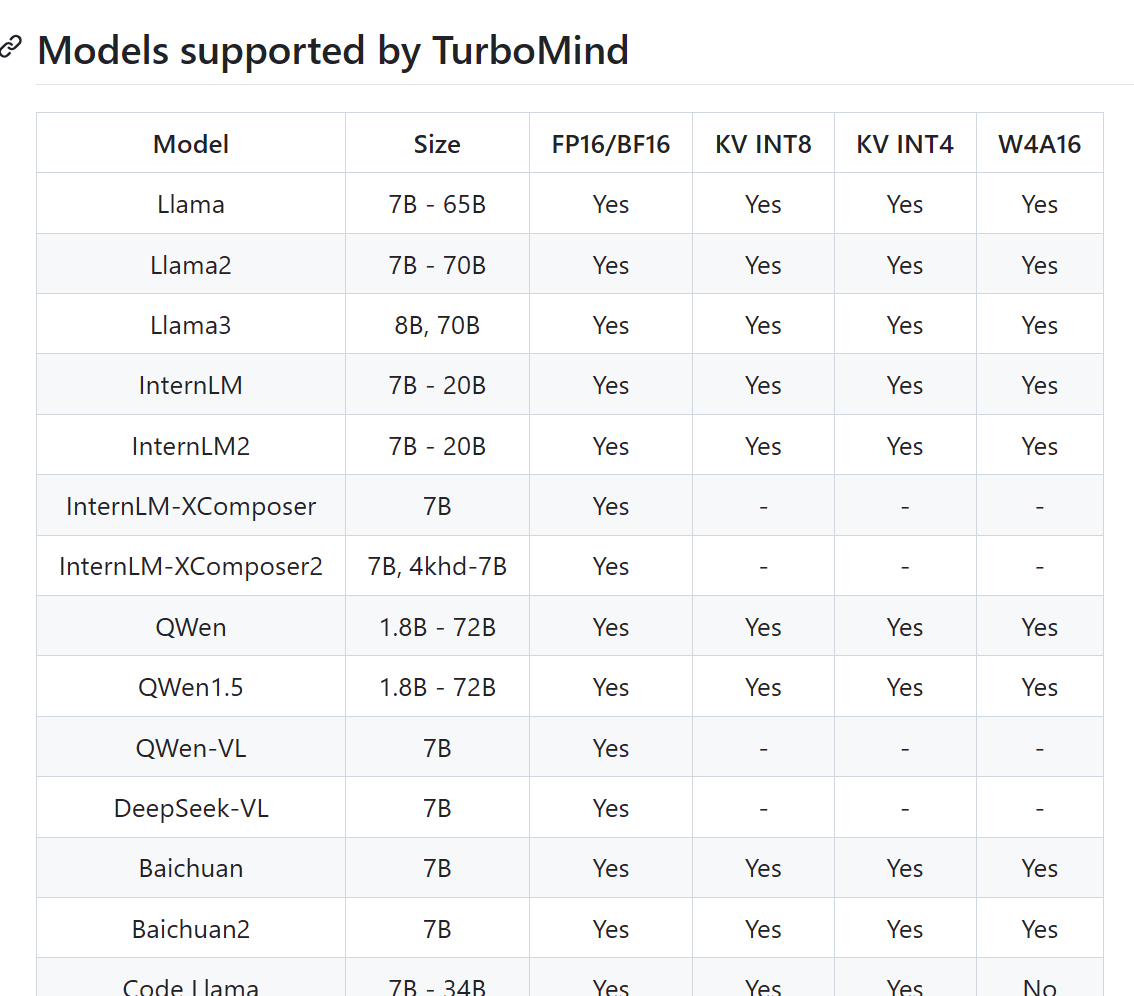 Models supported by TurboMind
Model Size FP16/BF16 KV INT8 KV INT4 W4A16
Llama 7B - 65B Yes Yes Yes Yes
Llama2 7B - 70B Yes Yes Yes Yes
Llama3 8B, 70B Yes Yes Yes Yes
InternLM 7B - 20B Yes Yes Yes Yes
InternLM2 7B - 20B Yes Yes Yes Yes
InternLM-XComposer 7B Yes - - -
InternLM-XComposer2 7B, 4khd-7B Yes - - -
QWen 1.8B - 72B Yes Yes Yes Yes
QWen1.5 1.8B - 72B Yes Yes Yes Yes
QWen-VL 7B Yes - - -
DeepSeek-VL 7B Yes - - -
Baichuan 7B Yes Yes Yes Yes
Baichuan2 7B Yes Yes Yes Yes
Code Llama 7B - 34B Yes Yes Yes No